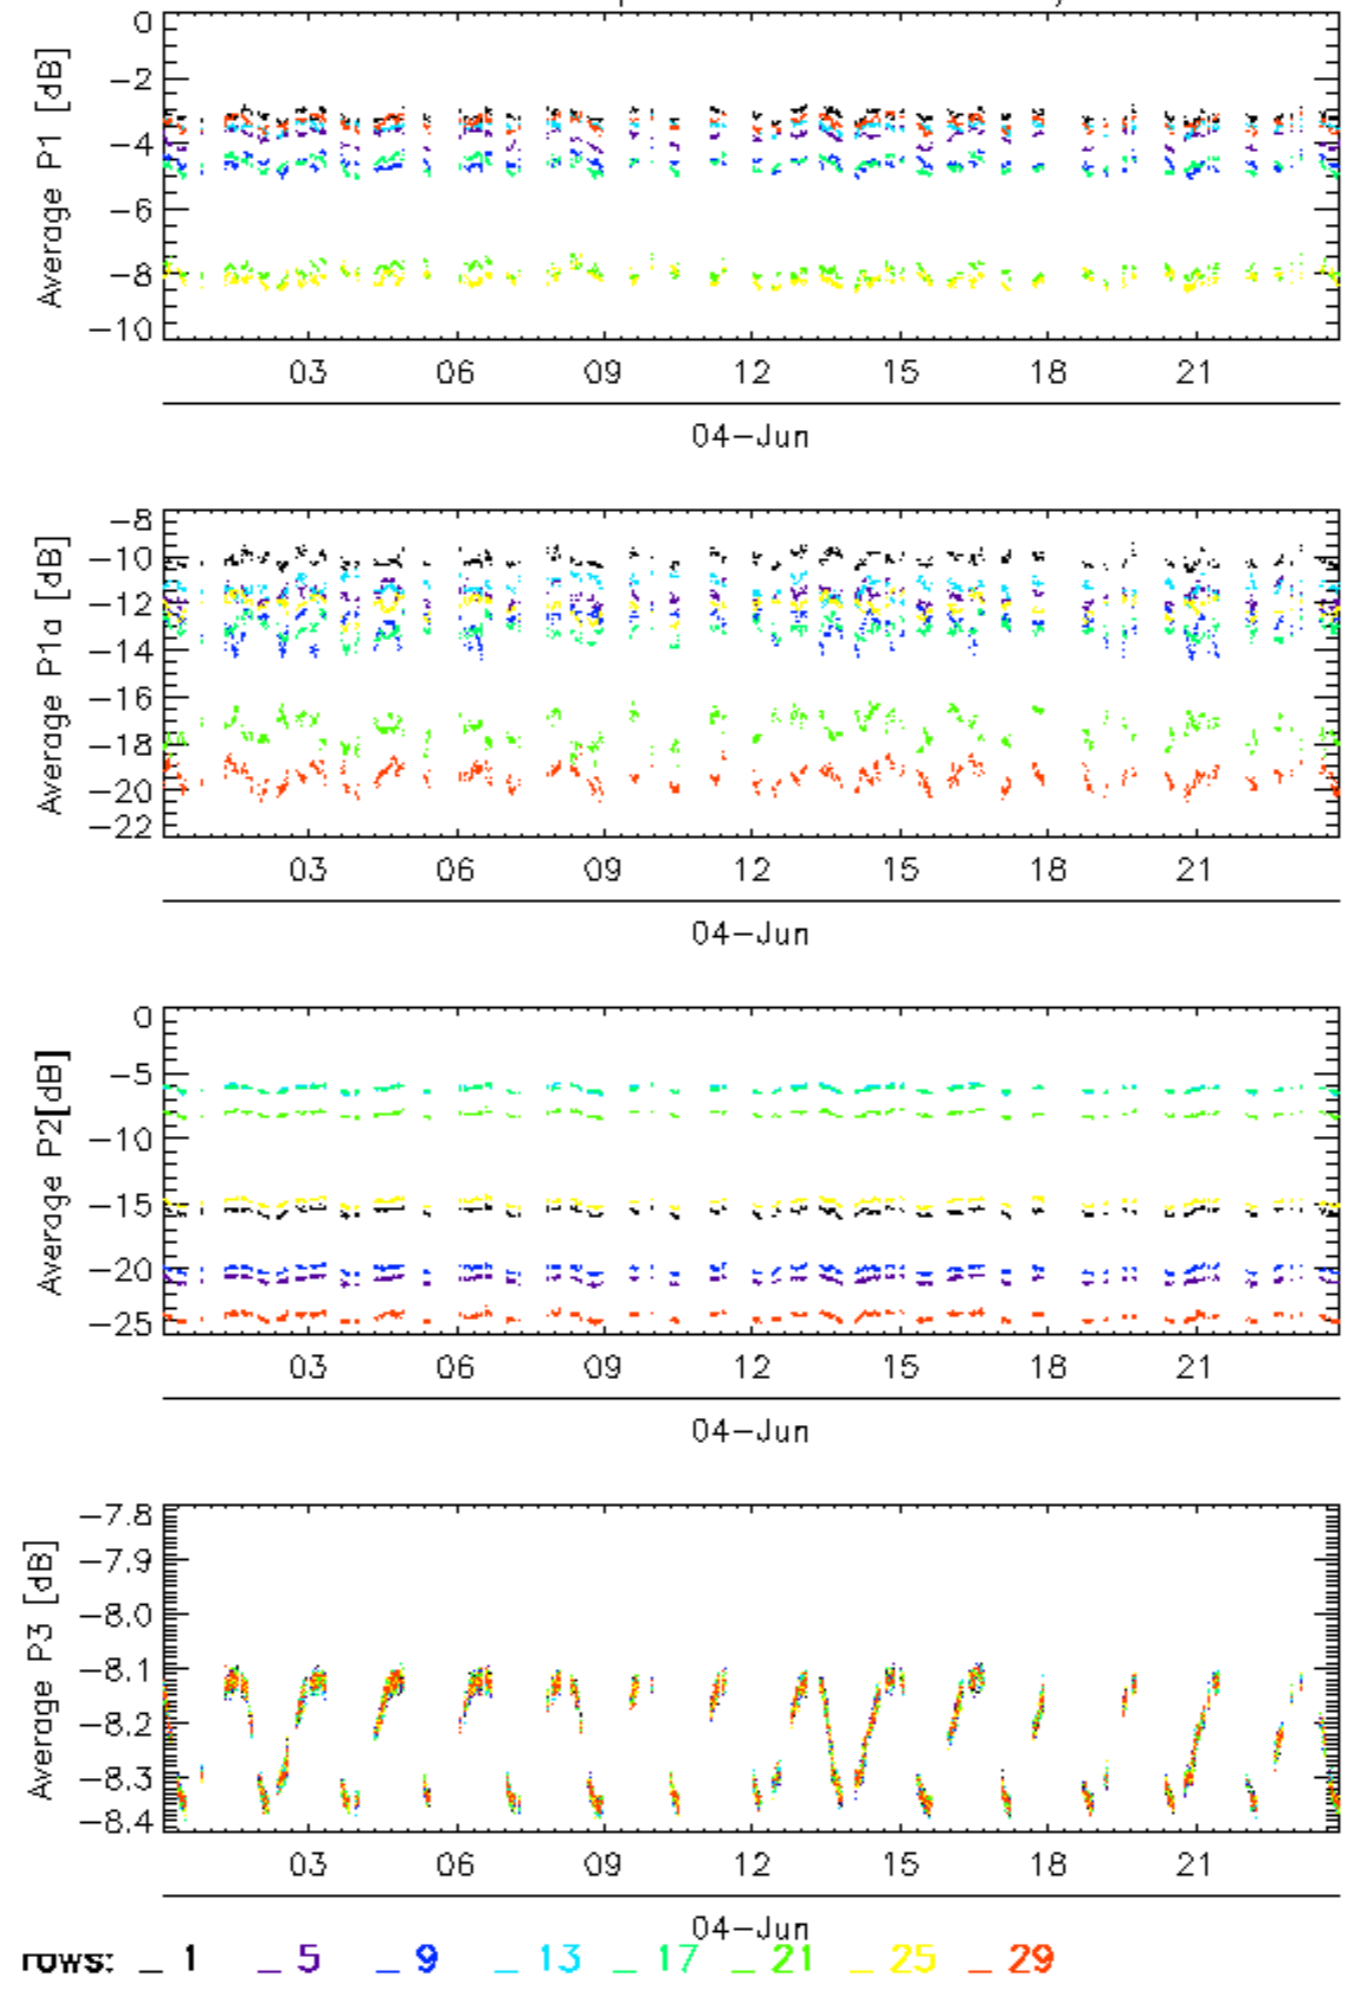 0
-2
-4
-6
-8
-10
Average P1 [dB]
03 06 09 12 15 18 21
04-Jun
-8
-10
-12
-14
-16
-18
-20
-22
Average P1a [dB]
03 06 09 12 15 18 21
04-Jun
0
-5
-10
-15
-20
-25
Average P2[dB]
03 06 09 12 15 18 21
04-Jun
-7.8
-7.9
-8.0
-8.1
-8.2
-8.3
-8.4
Average P3 [dB]
03 06 09 12 15 18 21
04-Jun
rows: _ 1 _ 5 _ 9 _ 13 _ 17 _ 21 _ 25 _ 29